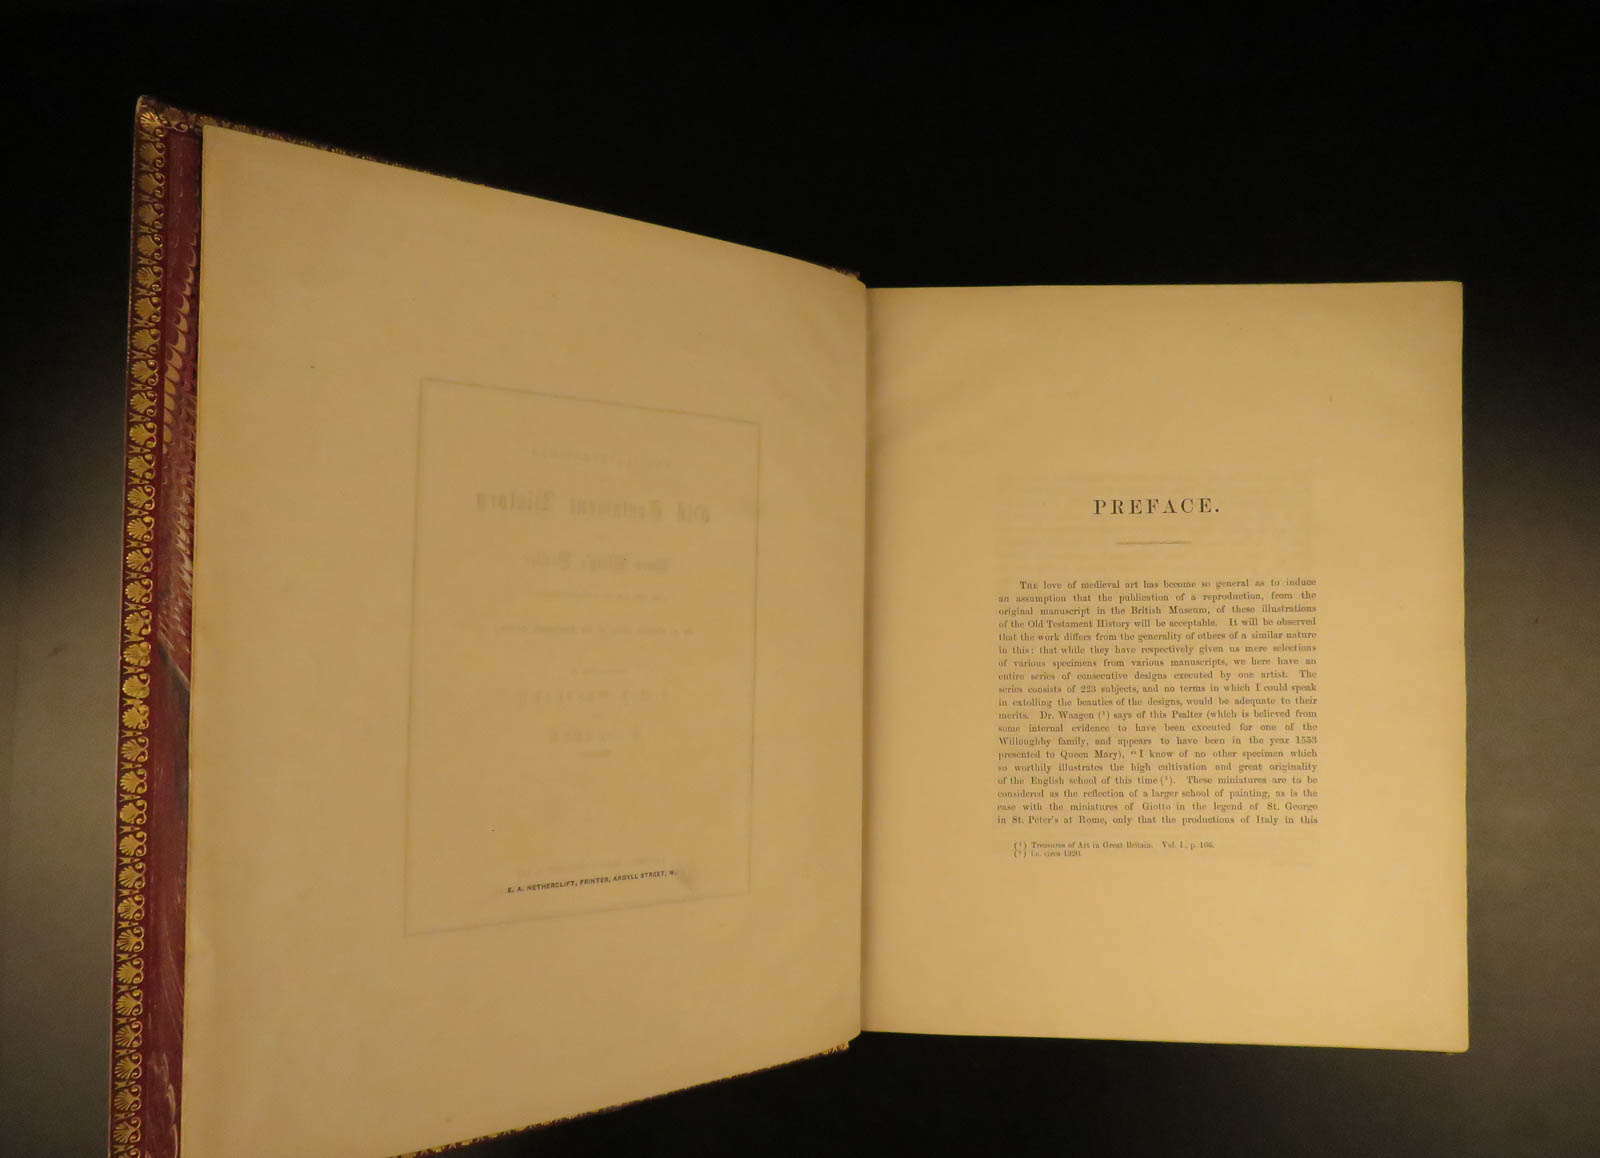 E. A. NETHERCLIFT, PRINTER, ARGYLL STREET, W.
PREFACE.
THE love of medieval art has become so general as to induce
an assumption that the publication of a reproduction, from the
original manuscript in the British Museum, of these illustrations
of the Old Testament History will be acceptable. It will be observed
that the work differs from the generality of others of a similar nature
in this: that while they have respectively given us mere selections
of various specimens from various manuscripts, we here have an
entire series of consecutive designs executed by one artist. The
series consists of 223 subjects, and no terms in which I could speak
in extolling the beauties of the designs, would be adequate to their
merits. Dr. Waagen (¹) says of this Psalter (which is believed from
some internal evidence to have been executed for one of the
Willoughby family, and appears to have been in the year 1553
presented to Queen Mary), "I know of no other specimen which
so worthily illustrates the high cultivation and great originality
of the English school of this time (²). These miniatures are to be
considered as the reflection of a larger school of painting, as is the
case with the miniatures of Giotto in the legend of St. George
in St. Peter's at Rome, only that the productions of Italy in this
(¹) Treasures of Art in Great Britain. Vol. I., p. 166.
(²) i.e. circa 1320.